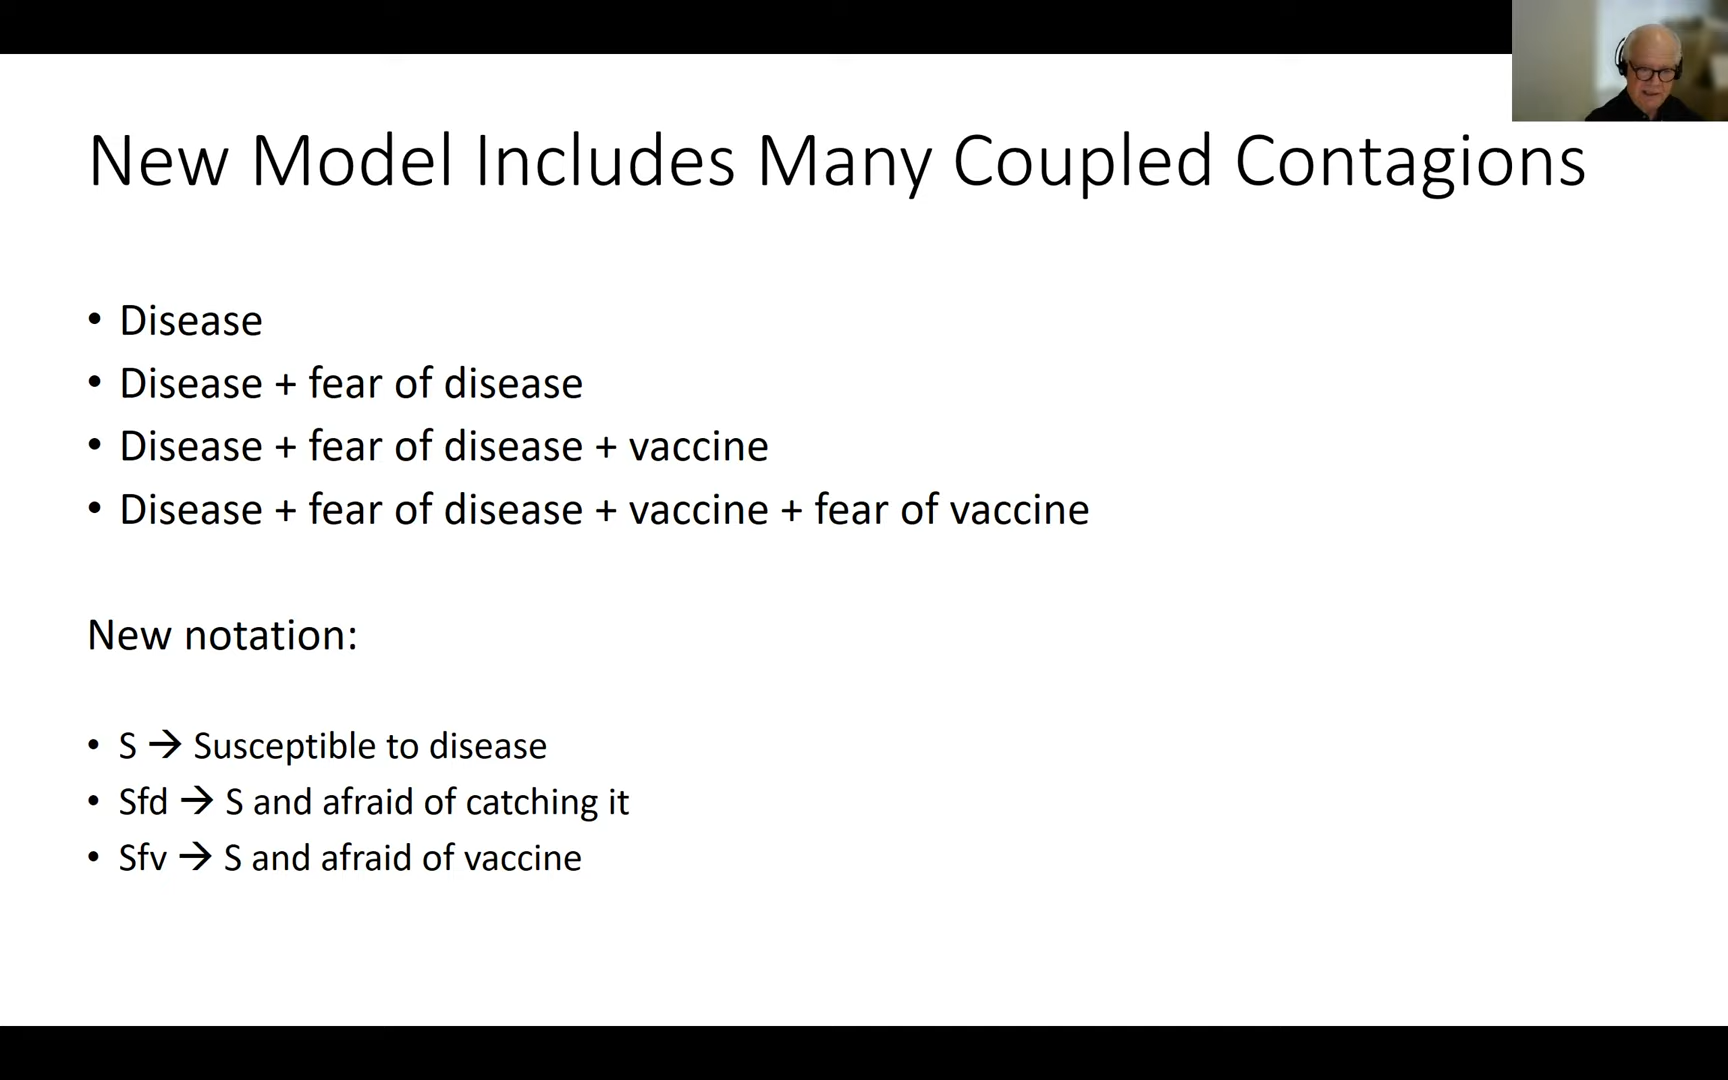 New Model Includes Many Coupled Contagions
• Disease
• Disease + fear of disease
• Disease + fear of disease + vaccine
• Disease + fear of disease + vaccine + fear of vaccine
New notation:
• S → Susceptible to disease
• Sfd → S and afraid of catching it
• Sfv → S and afraid of vaccine